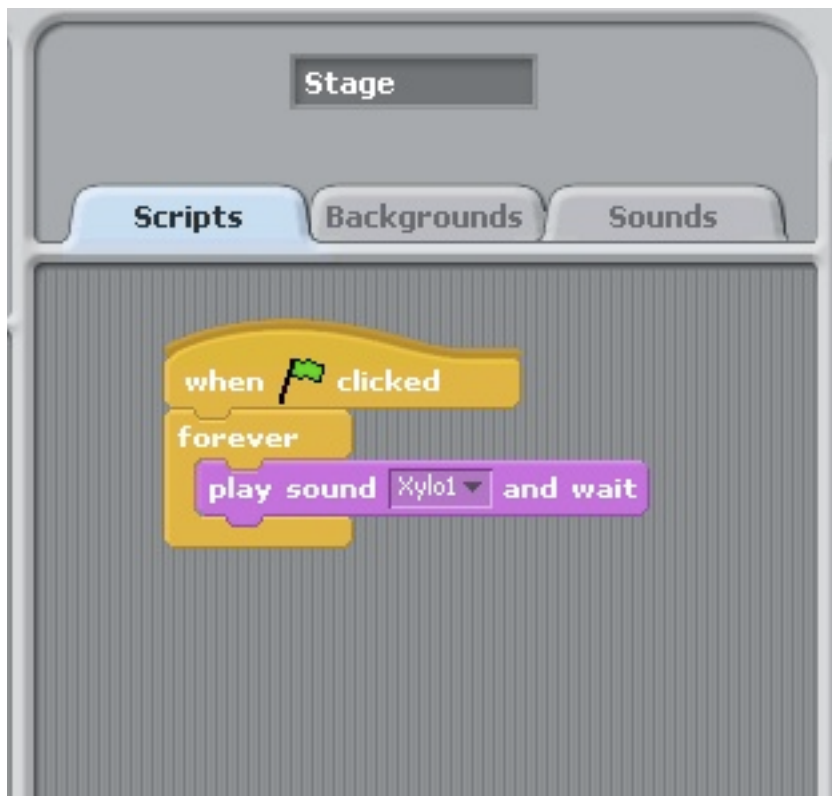 Stage
Scripts Backgrounds Sounds
when clicked
forever
play sound Xylo1 and wait